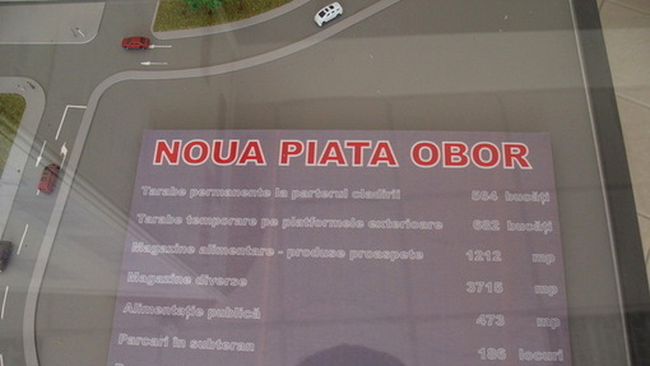 NOUA PIATA OBOR
Tarabe permanente la parterul cladirii 564 bucăți
Tarabe temporare pe platformele exterioare 682 bucăți
Magazine alimentare - produse proaspete 1212 mp
Magazine diverse 3715 mp
Alimentație publică 473 mp
Parcari în subteran 186 locuri